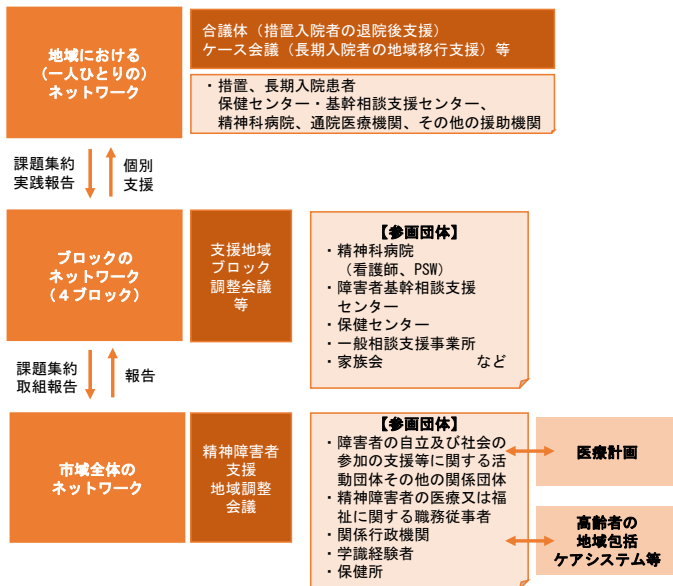 地域における
（一人ひとりの）
ネットワーク
合議体（措置入院者の退院後支援）
ケース会議（長期入院者の地域移行支援）等
・措置、長期入院患者
保健センター・基幹相談支援センター、
精神科病院、通院医療機関、その他の援助機関
課題集約
実践報告
個別
支援
ブロックの
ネットワーク
（４ブロック）
支援地域
ブロック
調整会議
等
【参画団体】
・精神科病院
（看護師、PSW）
・障害者基幹相談支援
センター
・保健センター
・一般相談支援事業所
・家族会　　　　など
課題集約
取組報告
報告
市域全体の
ネットワーク
精神障害者
支援
地域調整
会議
【参画団体】
・障害者の自立及び社会の
参加の支援等に関する活
動団体その他の関係団体
・精神障害者の医療又は福
祉に関する職務従事者
・関係行政機関
・学識経験者
・保健所
医療計画
高齢者の
地域包括
ケアシステム等